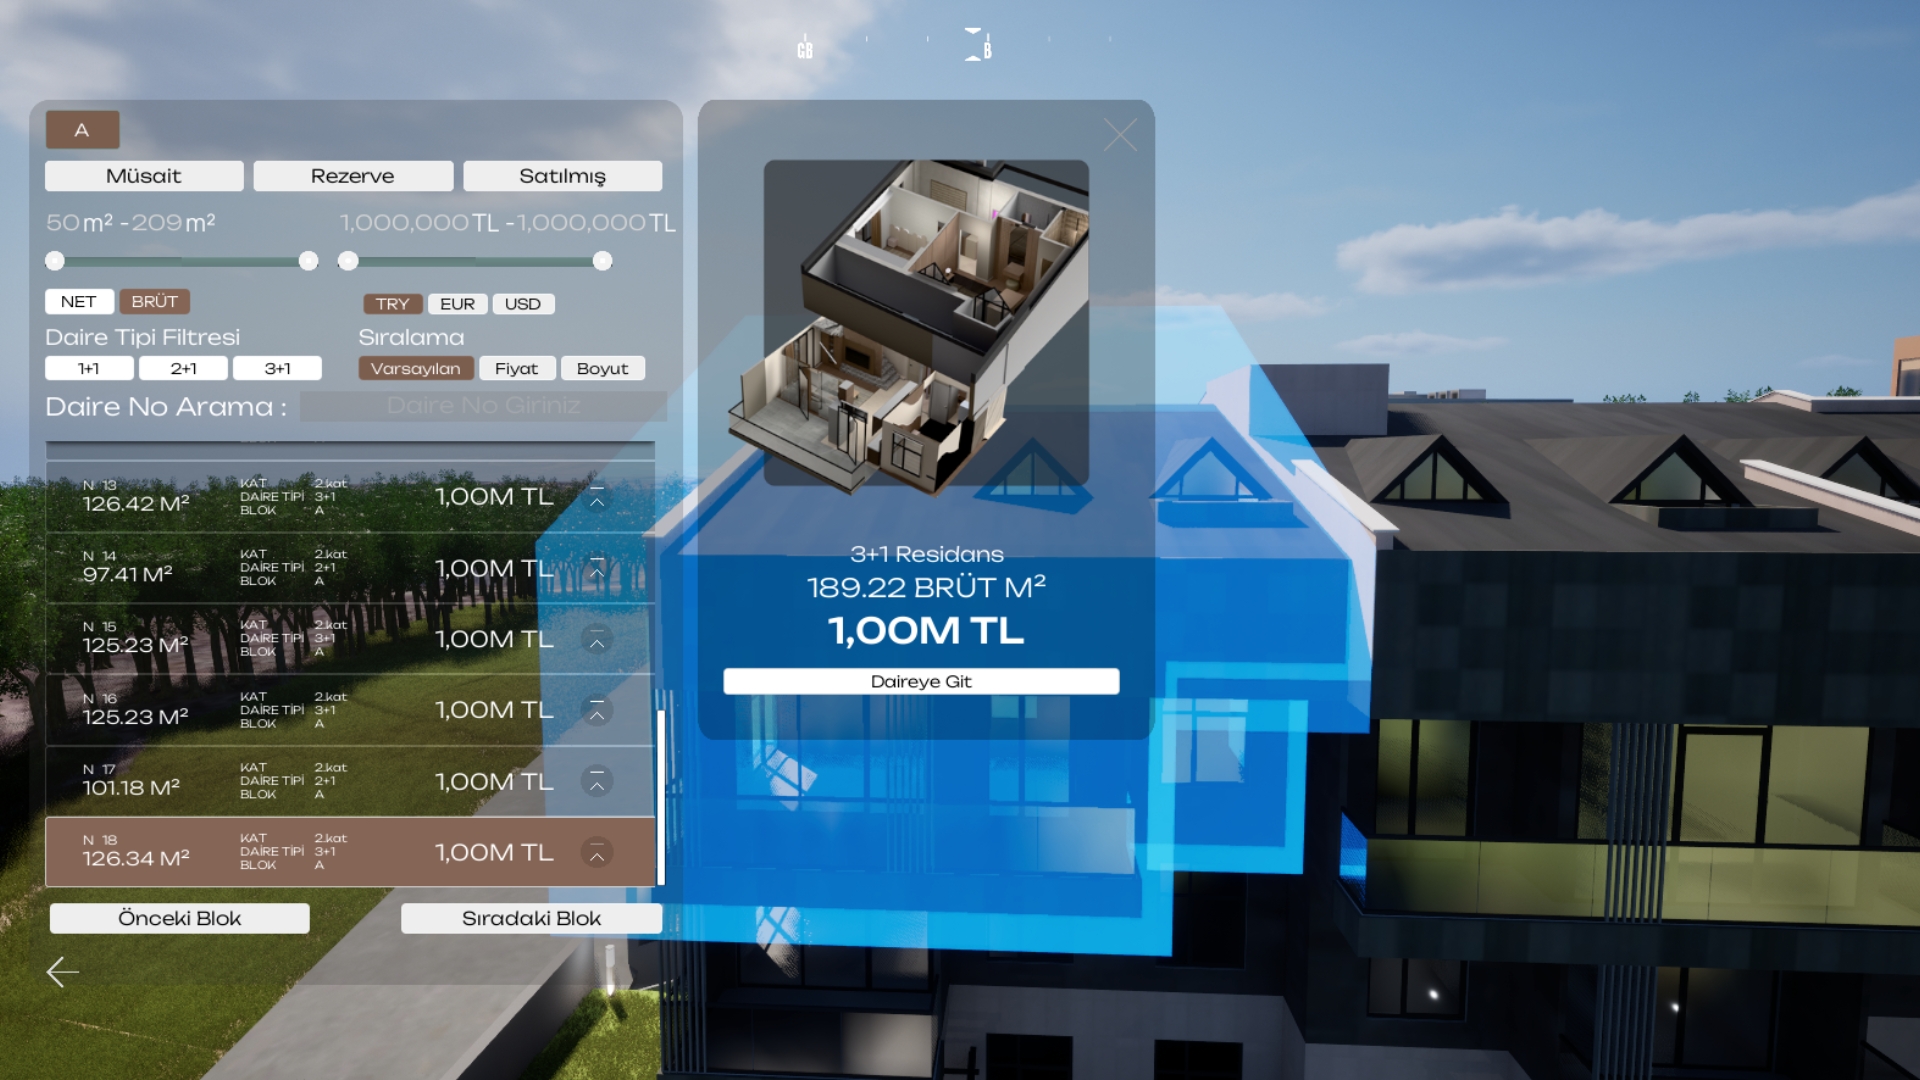 GB B
A
Müsait Rezerve Satılmış
50 m² - 209 m² 1,000,000 TL - 1,000,000 TL
NET BRÜT TRY EUR USD
Daire Tipi Filtresi Sıralama
1+1 2+1 3+1 Varsayılan Fiyat Boyut
Daire No Arama : Daire No Giriniz
N 13
126.42 M²
KAT 2.kat
DAİRE TİPİ 3+1
BLOK A
1,00M TL
N 14
97.41 M²
KAT 2.kat
DAİRE TİPİ 2+1
BLOK A
1,00M TL
N 15
125.23 M²
KAT 2.kat
DAİRE TİPİ 3+1
BLOK A
1,00M TL
N 16
125.23 M²
KAT 2.kat
DAİRE TİPİ 3+1
BLOK A
1,00M TL
N 17
101.18 M²
KAT 2.kat
DAİRE TİPİ 2+1
BLOK A
1,00M TL
N 18
126.34 M²
KAT 2.kat
DAİRE TİPİ 3+1
BLOK A
1,00M TL
Önceki Blok Sıradaki Blok
3+1 Residans
189.22 BRÜT M²
1,00M TL
Daireye Git